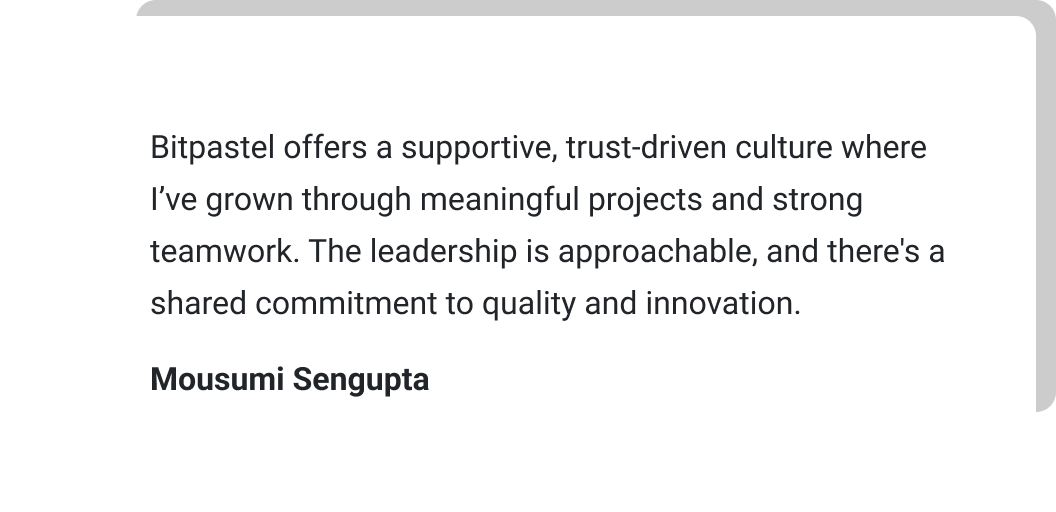 Bitpastel offers a supportive, trust-driven culture where
I’ve grown through meaningful projects and strong
teamwork. The leadership is approachable, and there's a
shared commitment to quality and innovation.
Mousumi Sengupta